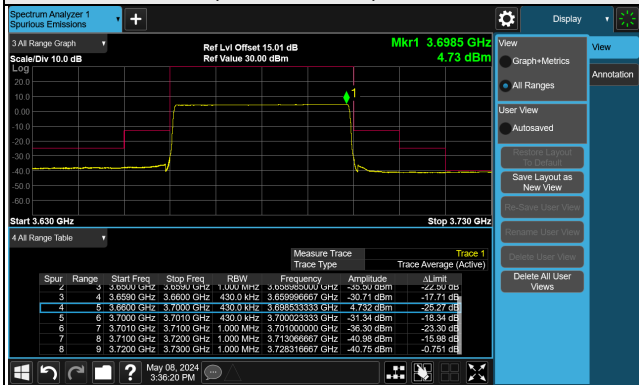 Spectrum Analyzer 1
Spurious Emissions
Display
3 All Range Graph
Scale/Div 10.0 dB
Ref Lvl Offset 15.01 dB
Ref Value 30.00 dBm
Mkr1 3.6985 GHz
4.73 dBm
Log
20.0
10.0
0.00
-10.0
-20.0
-30.0
-40.0
-50.0
-60.0
1
Start 3.630 GHz
Stop 3.730 GHz
4 All Range Table
Measure Trace Trace 1
Trace Type Trace Average (Active)
Spur Range Start Freq Stop Freq RBW Frequency Amplitude ΔLimit
2 3 3.6500 GHz 3.6590 GHz 1.000 MHz 3.658985000 GHz -35.50 dBm -22.50 dB
3 4 3.6590 GHz 3.6600 GHz 430.0 kHz 3.659996667 GHz -30.71 dBm -17.71 dB
4 5 3.6600 GHz 3.7000 GHz 430.0 kHz 3.698533333 GHz 4.732 dBm -25.27 dB
5 6 3.7000 GHz 3.7010 GHz 430.0 kHz 3.700023333 GHz -31.34 dBm -18.34 dB
6 7 3.7010 GHz 3.7100 GHz 1.000 MHz 3.701000000 GHz -36.30 dBm -23.30 dB
7 8 3.7100 GHz 3.7200 GHz 1.000 MHz 3.713066667 GHz -40.98 dBm -15.98 dB
8 9 3.7200 GHz 3.7300 GHz 1.000 MHz 3.728316667 GHz -40.75 dBm -0.751 dB
May 08, 2024
3:36:20 PM
View
Graph+Metrics
All Ranges
User View
Autosaved
Restore Layout
To Default
Save Layout as
New View
Re-Save User View
Rename User View
Delete User View
Delete All User
Views
View
Annotation